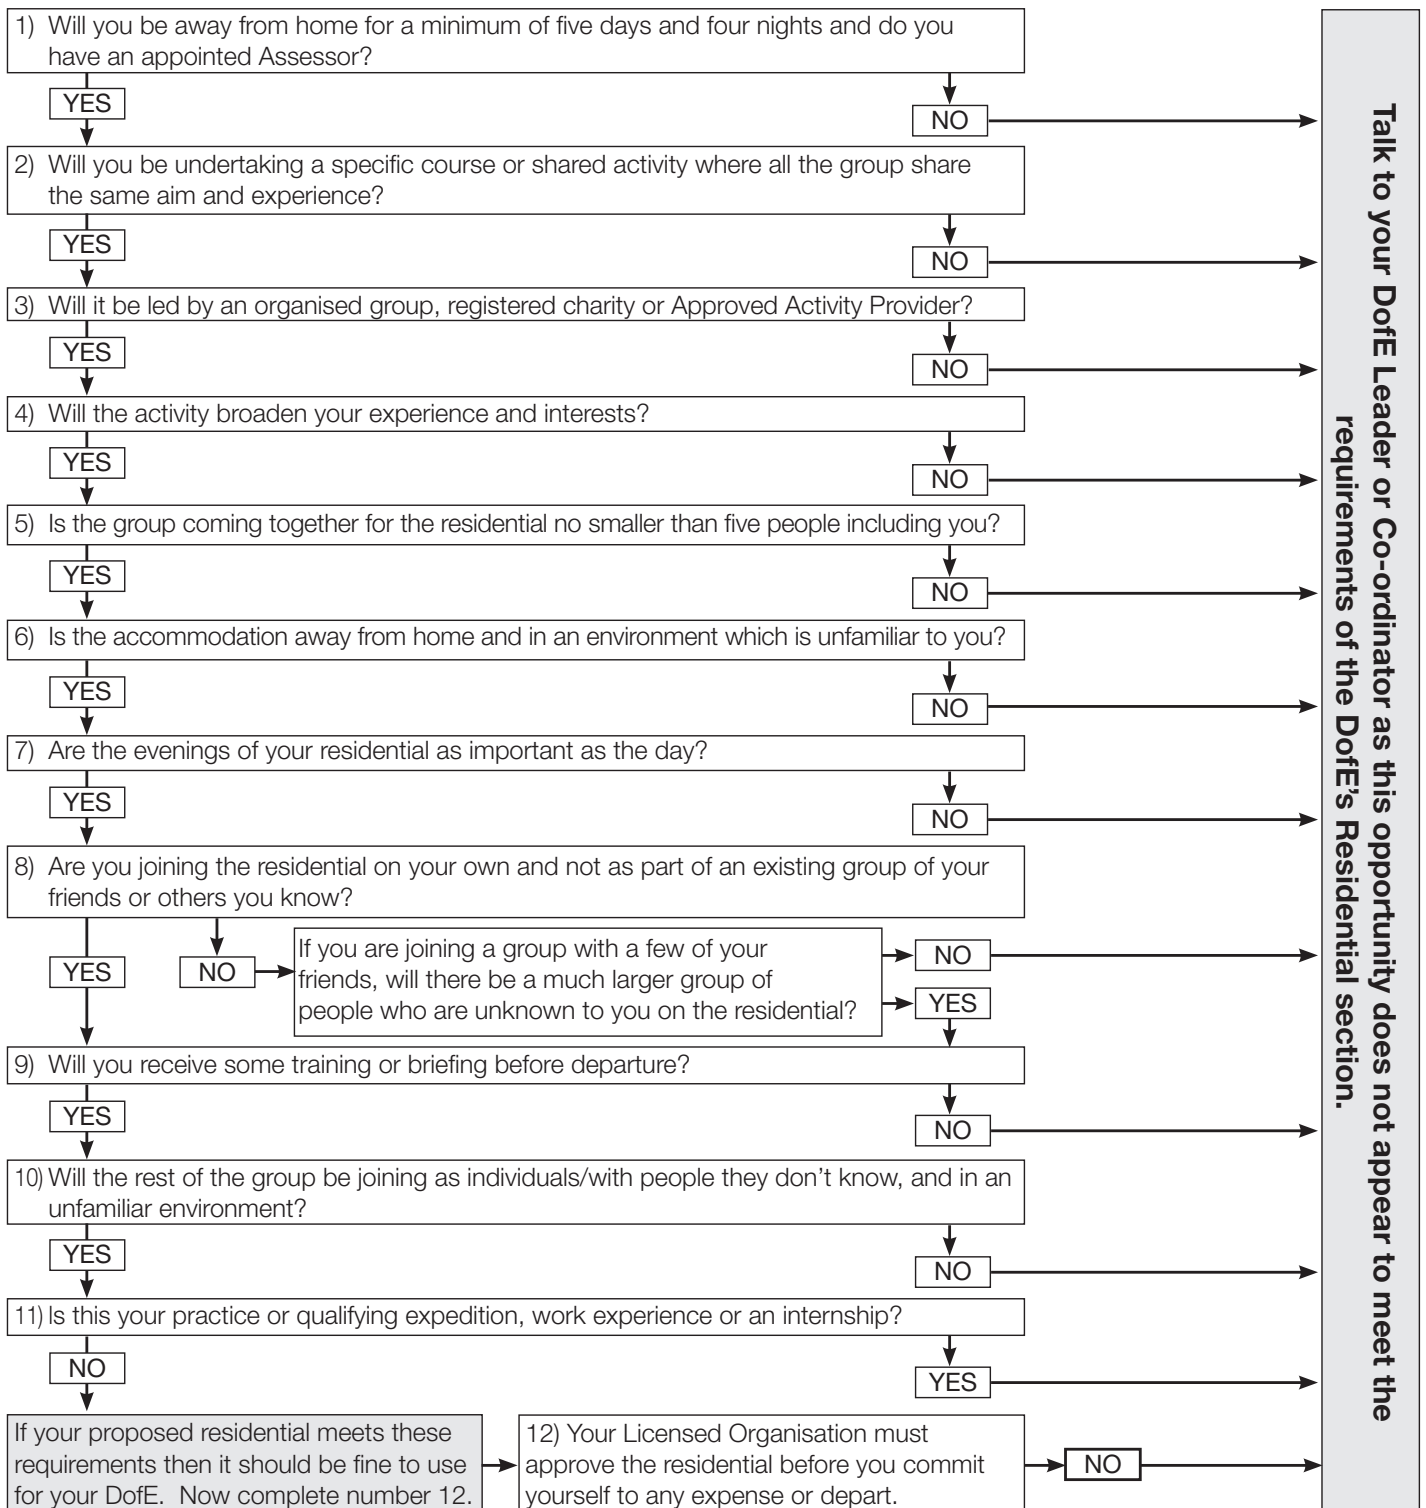 1) Will you be away from home for a minimum of five days and four nights and do you
have an appointed Assessor?
YES
NO
2) Will you be undertaking a specific course or shared activity where all the group share
the same aim and experience?
YES
NO
3) Will it be led by an organised group, registered charity or Approved Activity Provider?
YES
NO
4) Will the activity broaden your experience and interests?
YES
NO
5) Is the group coming together for the residential no smaller than five people including you?
YES
NO
6) Is the accommodation away from home and in an environment which is unfamiliar to you?
YES
NO
7) Are the evenings of your residential as important as the day?
YES
NO
8) Are you joining the residential on your own and not as part of an existing group of your
friends or others you know?
YES
NO
If you are joining a group with a few of your
friends, will there be a much larger group of
people who are unknown to you on the residential?
NO
YES
9) Will you receive some training or briefing before departure?
YES
NO
10) Will the rest of the group be joining as individuals/with people they don't know, and in an
unfamiliar environment?
YES
NO
11) Is this your practice or qualifying expedition, work experience or an internship?
NO
YES
If your proposed residential meets these
requirements then it should be fine to use
for your DofE. Now complete number 12.
12) Your Licensed Organisation must
approve the residential before you commit
yourself to any expense or depart.
NO
Talk to your DofE Leader or Co-ordinator as this opportunity does not appear to meet the
requirements of the DofE's Residential section.